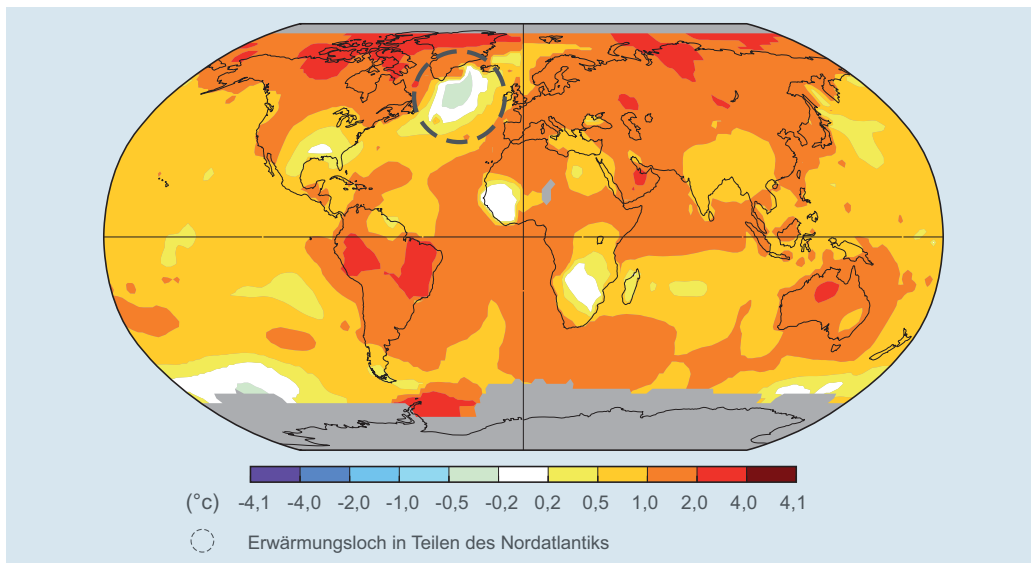 (°c) -4,1 -4,0 -2,0 -1,0 -0,5 -0,2 0,2 0,5 1,0 2,0 4,0 4,1
Erwärmungsloch in Teilen des Nordatlantiks